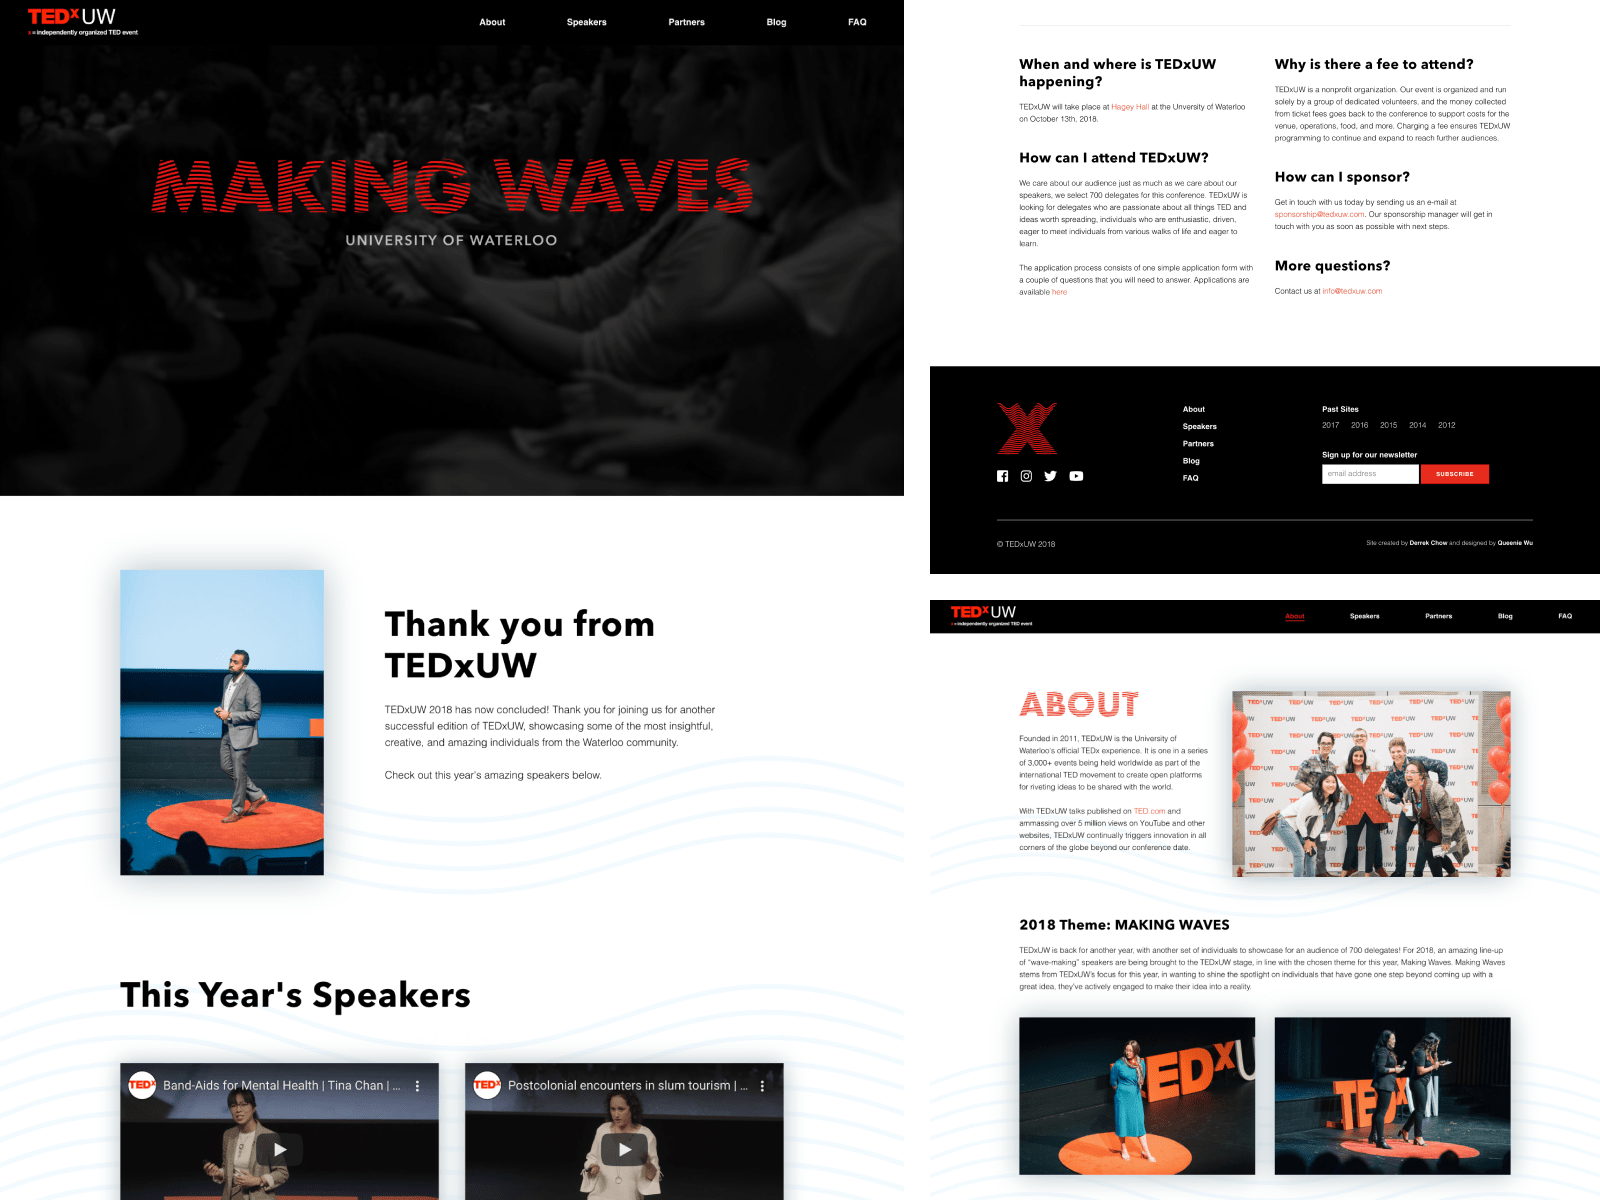 TEDxUW
x = independently organized TED event
About Speakers Partners Blog FAQ
MAKING WAVES
UNIVERSITY OF WATERLOO
Thank you from
TEDxUW
TEDxUW 2018 has now concluded! Thank you for joining us for another
successful edition of TEDxUW, showcasing some of the most insightful,
creative, and amazing individuals from the Waterloo community.
Check out this year's amazing speakers below.
This Year's Speakers
TEDx Band-Aids for Mental Health | Tina Chan | ...
TEDx Postcolonial encounters in slum tourism | ...
When and where is TEDxUW
happening?
TEDxUW will take place at Hagey Hall at the Unversity of Waterloo
on October 13th, 2018.
How can I attend TEDxUW?
We care about our audience just as much as we care about our
speakers, we select 700 delegates for this conference. TEDxUW is
looking for delegates who are passionate about all things TED and
ideas worth spreading, individuals who are enthusiastic, driven,
eager to meet individuals from various walks of life and eager to
learn.
The application process consists of one simple application form with
a couple of questions that you will need to answer. Applications are
available here
Why is there a fee to attend?
TEDxUW is a nonprofit organization. Our event is organized and run
solely by a group of dedicated volunteers, and the money collected
from ticket fees goes back to the conference to support costs for the
venue, operations, food, and more. Charging a fee ensures TEDxUW
programming to continue and expand to reach further audiences.
How can I sponsor?
Get in touch with us today by sending us an e-mail at
sponsorship@tedxuw.com. Our sponsorship manager will get in
touch with you as soon as possible with next steps.
More questions?
Contact us at info@tedxuw.com
X
About
Speakers
Partners
Blog
FAQ
Past Sites
2017 2016 2015 2014 2012
Sign up for our newsletter
email address SUBSCRIBE
© TEDxUW 2018
Site created by Derrek Chow and designed by Queenie Wu
TEDxUW
x = independently organized TED event
About Speakers Partners Blog FAQ
ABOUT
Founded in 2011, TEDxUW is the University of
Waterloo's official TEDx experience. It is one in a series
of 3,000+ events being held worldwide as part of the
international TED movement to create open platforms
for riveting ideas to be shared with the world.
With TEDxUW talks published on TED.com and
ammassing over 5 million views on YouTube and other
websites, TEDxUW continually triggers innovation in all
corners of the globe beyond our conference date.
2018 Theme: MAKING WAVES
TEDxUW is back for another year, with another set of individuals to showcase for an audience of 700 delegates! For 2018, an amazing line-up
of "wave-making" speakers are being brought to the TEDxUW stage, in line with the chosen theme for this year, Making Waves. Making Waves
stems from TEDxUW's focus for this year, in wanting to shine the spotlight on individuals that have gone one step beyond coming up with a
great idea, they've actively engaged to make their idea into a reality.